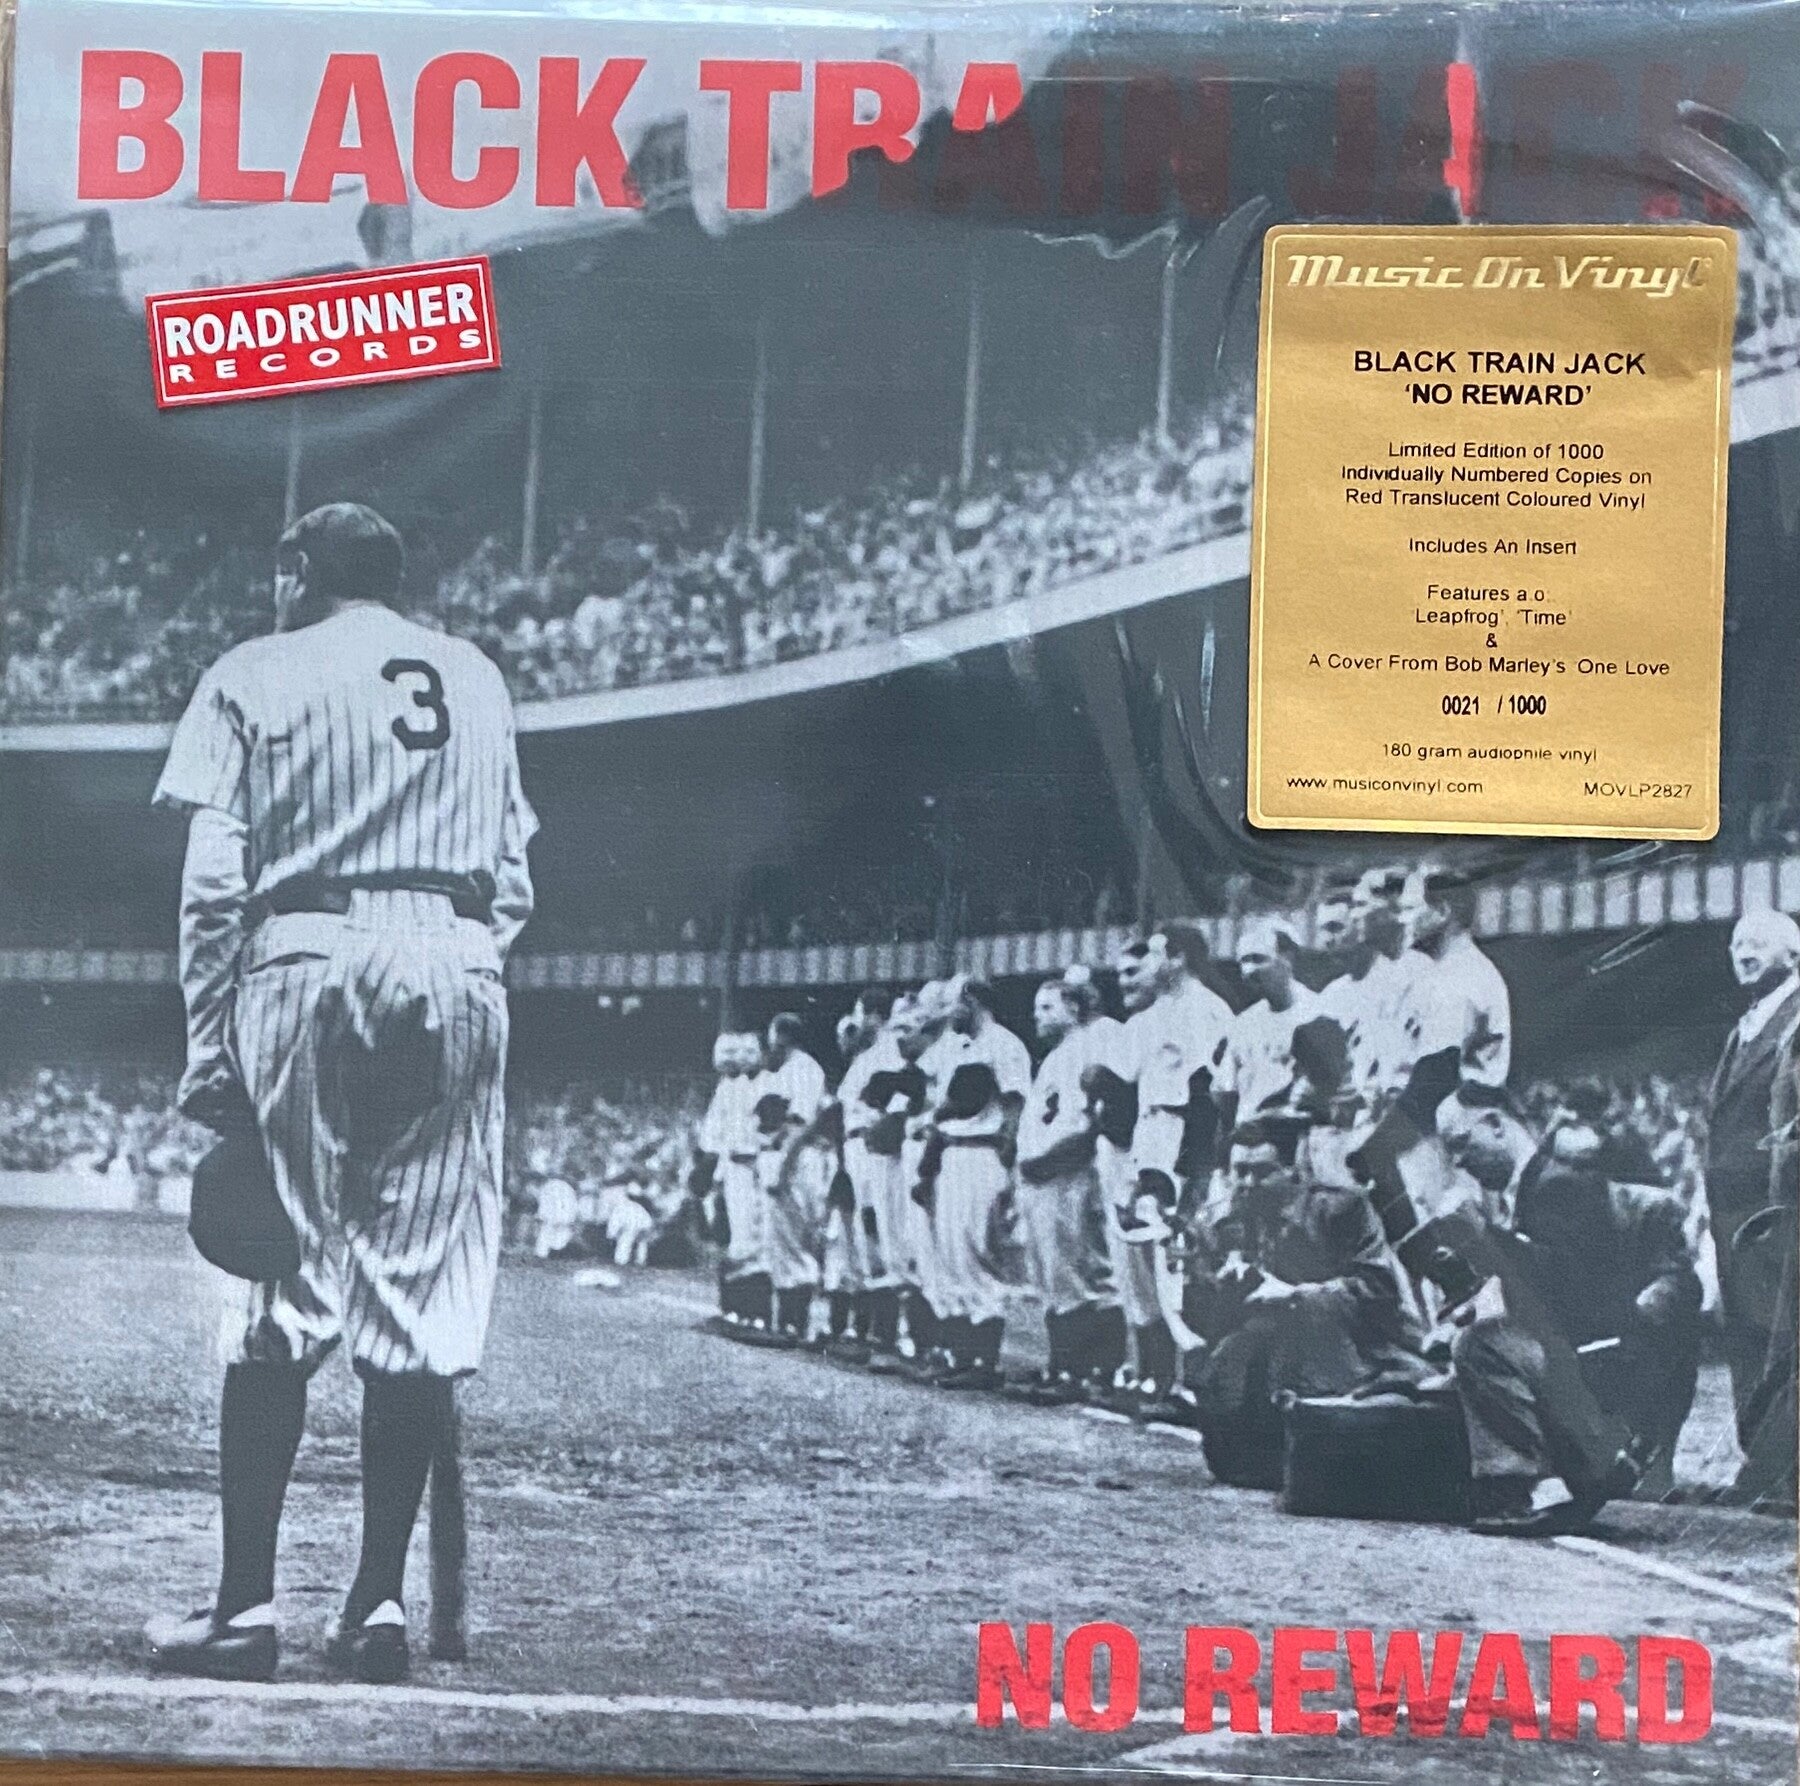 BLACK TRAIN JACK
ROADRUNNER
RECORDS
Music On Vinyl
BLACK TRAIN JACK
‘NO REWARD’
Limited Edition of 1000
Individually Numbered Copies on
Red Translucent Coloured Vinyl
Includes An Insert
Features a.o.
Leapfrog’, ‘Time’
&
A Cover From Bob Marley’s ‘One Love
0021 / 1000
180 gram audiophile vinyl
www.musiconvinyl.com MOVLP2827
3
NO REWARD